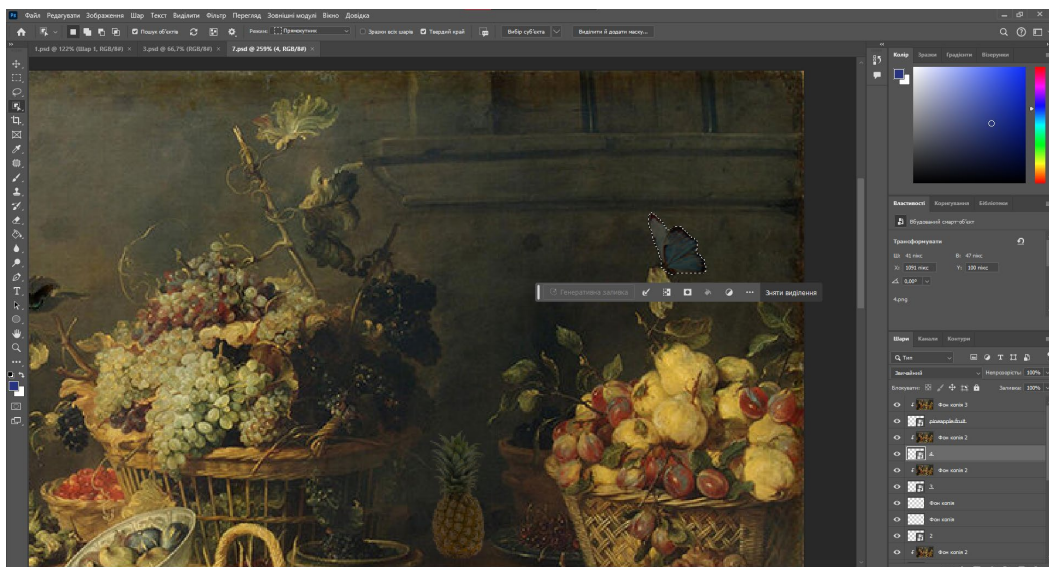 Ps Файл Редагувати Зображення Шар Текст Виділити Фільтр Перегляд Зовнішні модулі Вікно Довідка
Пошук об'єктів Режим: Прямокутник Зразки всіх шарів Твердий край Вибір суб'єкта Виділити й додати маску...
1.psd @ 122% (Шар 1, RGB/8#) × 3.psd @ 66,7% (RGB/8#) × 7.psd @ 259% (4, RGB/8#) ×
Колір Зразки Градієнти Візерунки
Властивості Коригування Бібліотеки
Вбудований смарт-об'єкт
Трансформувати
Ш: 41 пікс В: 47 пікс
X: 1091 пікс Y: 100 пікс
0,00°
4.png
Генеративна заливка Зняти виділення
Шари Канали Контури
Тип
Звичайний Непрозорість: 100%
Блокувати: Заливка: 100%
Фон копія 3
pineapple-fruit.
Фон копія 2
4.
Фон копія 2
3.
Фон копія
Фон копія
2
Фон копія 2